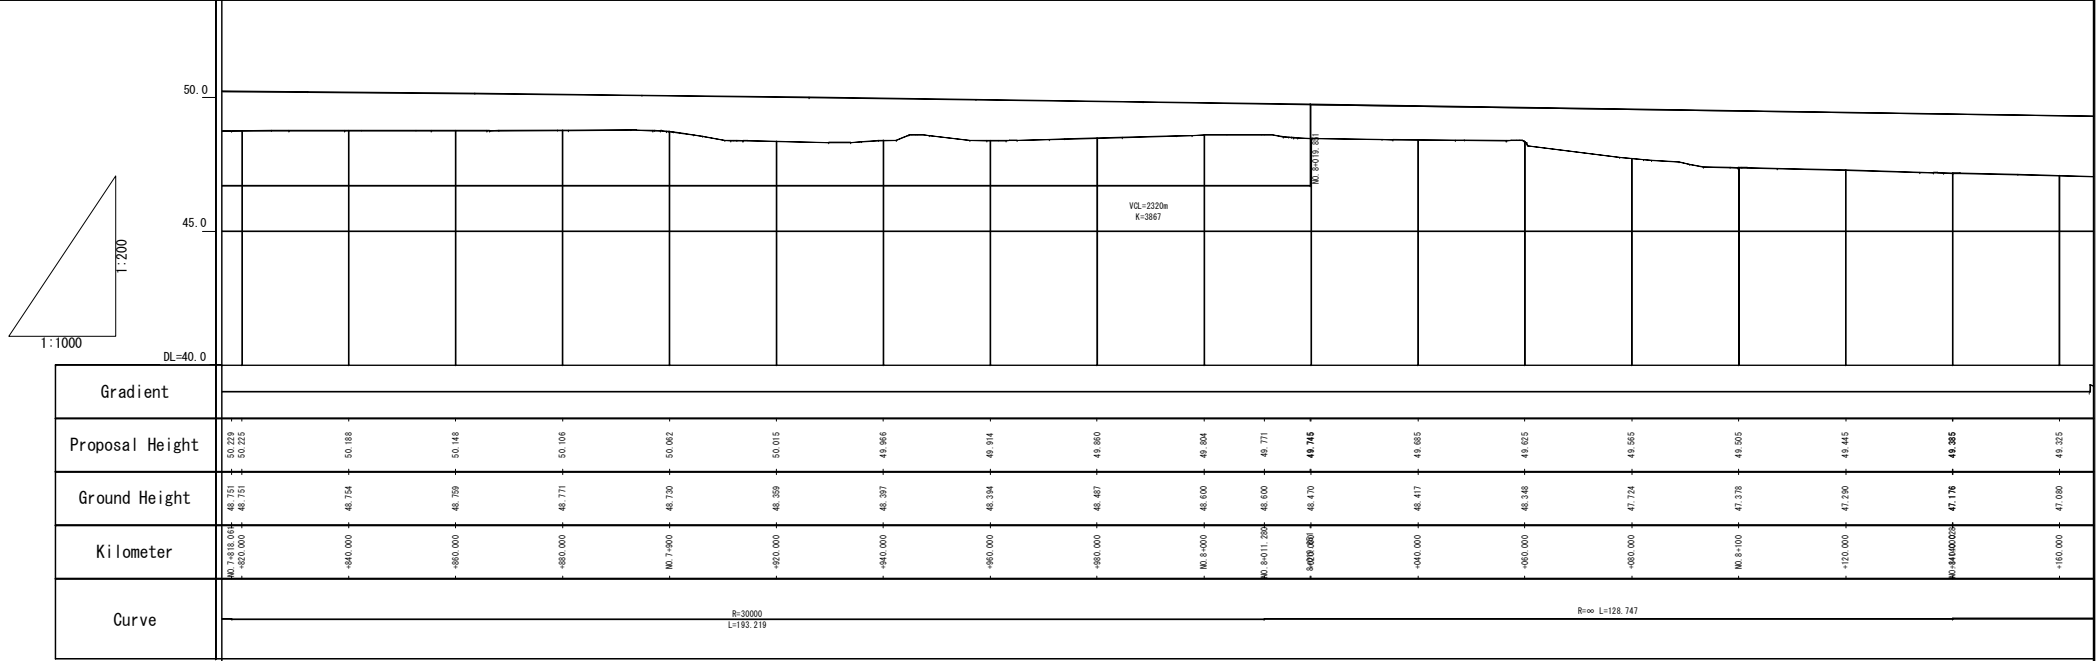 50.0
45.0
DL=40.0
1:200
1:1000
NO.8+019.881
VCL=2320m
K=3867
Gradient
Proposal Height
50.229 50.225 50.188 50.148 50.106 50.062 50.015 49.966 49.914 49.860 49.804 49.771 49.745 49.685 49.625 49.565 49.505 49.445 49.385 49.325
Ground Height
48.751 48.751 48.754 48.759 48.771 48.730 48.359 48.397 48.394 48.487 48.600 48.600 48.470 48.417 48.348 47.724 47.378 47.290 47.176 47.080
Kilometer
+820.000 +840.000 +860.000 +880.000 NO.7+900 +920.000 +940.000 +960.000 +980.000 NO.8+000 NO.8+011.280 +040.000 +060.000 +080.000 NO.8+100 +120.000 +160.000
Curve
R=30000
L=193.219
R=∞ L=128.747